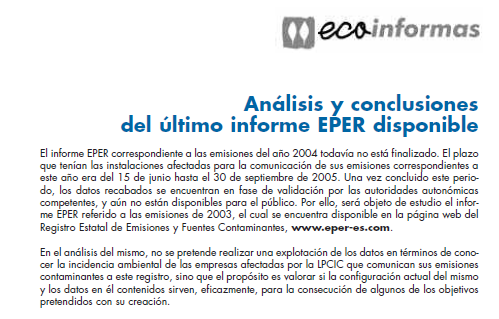 ecoinformas
Análisis y conclusiones
del último informe EPER disponible
El informe EPER correspondiente a las emisiones del año 2004 todavía no está finalizado. El plazo
que tenían las instalaciones afectadas para la comunicación de sus emisiones correspondientes a
este año era del 15 de junio hasta el 30 de septiembre de 2005. Una vez concluido este perio-
do, los datos recabados se encuentran en fase de validación por las autoridades autonómicas
competentes, y aún no están disponibles para el público. Por ello, será objeto de estudio el infor-
me EPER referido a las emisiones de 2003, el cual se encuentra disponible en la página web del
Registro Estatal de Emisiones y Fuentes Contaminantes, www.eper-es.com.
En el análisis del mismo, no se pretende realizar una explotación de los datos en términos de cono-
cer la incidencia ambiental de las empresas afectadas por la LPCIC que comunican sus emisiones
contaminantes a este registro, sino que el propósito es valorar si la configuración actual del mismo
y los datos en él contenidos sirven, eficazmente, para la consecución de algunos de los objetivos
pretendidos con su creación.